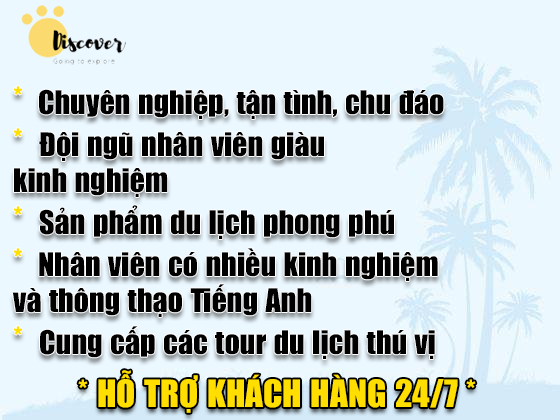 Discover
Going to explore
* Chuyên nghiệp, tận tình, chu đáo
* Đội ngũ nhân viên giàu
kinh nghiệm
* Sản phẩm du lịch phong phú
* Nhân viên có nhiều kinh nghiệm
và thông thạo Tiếng Anh
* Cung cấp các tour du lịch thú vị
* HỖ TRỢ KHÁCH HÀNG 24/7 *